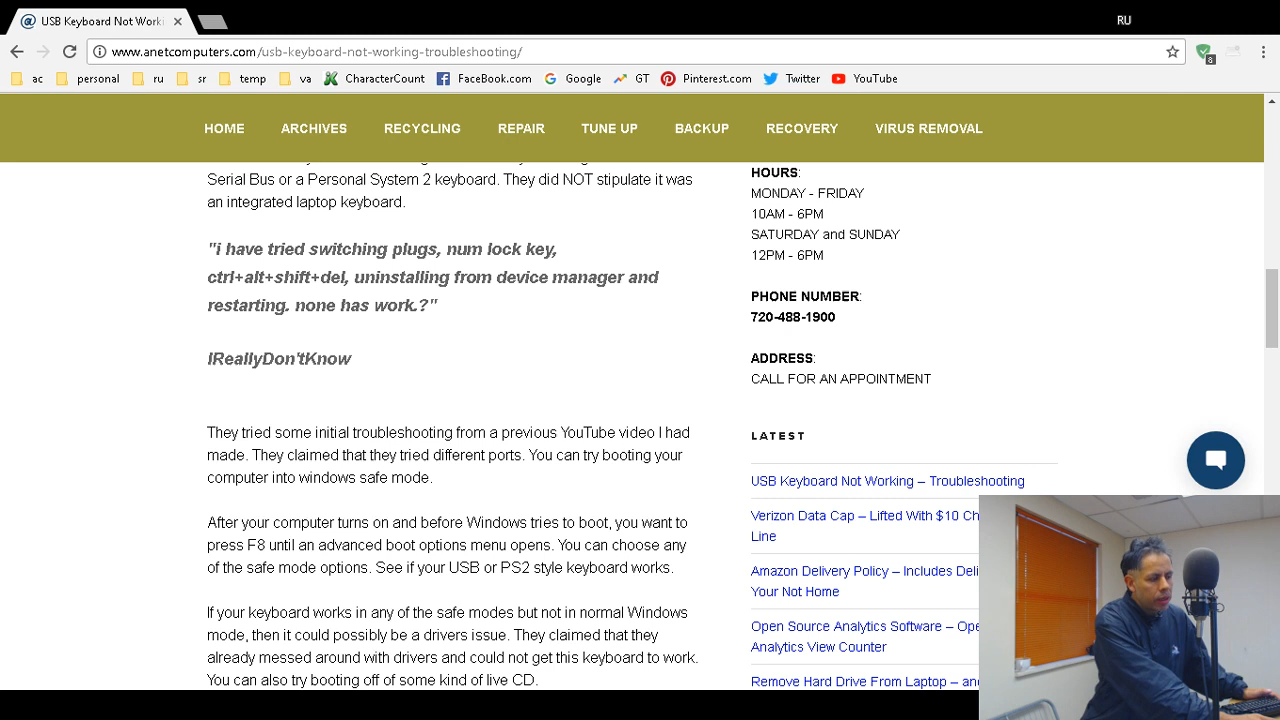 USB Keyboard Not Worki
RU
www.anetcomputers.com/usb-keyboard-not-working-troubleshooting/
8
ac personal ru sr temp va CharacterCount FaceBook.com Google GT Pinterest.com Twitter YouTube
HOME ARCHIVES RECYCLING REPAIR TUNE UP BACKUP RECOVERY VIRUS REMOVAL
Serial Bus or a Personal System 2 keyboard. They did NOT stipulate it was
an integrated laptop keyboard.
"i have tried switching plugs, num lock key,
ctrl+alt+shift+del, uninstalling from device manager and
restarting. none has work.?"
IReallyDon'tKnow
They tried some initial troubleshooting from a previous YouTube video I had
made. They claimed that they tried different ports. You can try booting your
computer into windows safe mode.
After your computer turns on and before Windows tries to boot, you want to
press F8 until an advanced boot options menu opens. You can choose any
of the safe mode options. See if your USB or PS2 style keyboard works.
If your keyboard works in any of the safe modes but not in normal Windows
mode, then it could possibly be a drivers issue. They claimed that they
already messed around with drivers and could not get this keyboard to work.
You can also try booting off of some kind of live CD.
HOURS:
MONDAY - FRIDAY
10AM - 6PM
SATURDAY and SUNDAY
12PM - 6PM
PHONE NUMBER:
720-488-1900
ADDRESS:
CALL FOR AN APPOINTMENT
LATEST
USB Keyboard Not Working – Troubleshooting
Verizon Data Cap – Lifted With $10 Ch
Line
Amazon Delivery Policy – Includes Deli
Your Not Home
Open Source Analytics Software – Ope
Analytics View Counter
Remove Hard Drive From Laptop – an